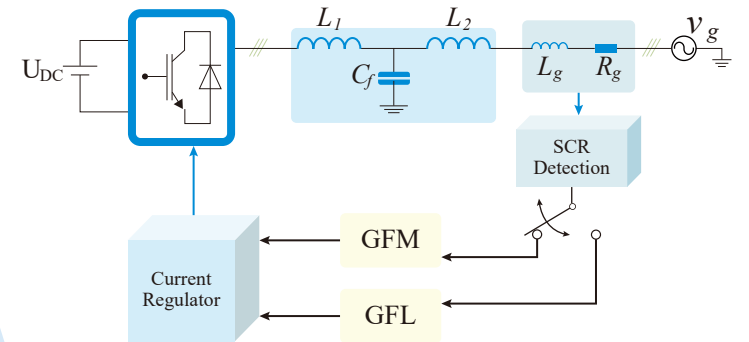 L1
L2
UDC
Cf
Lg
Rg
vg
SCR
Detection
GFM
GFL
Current
Regulator